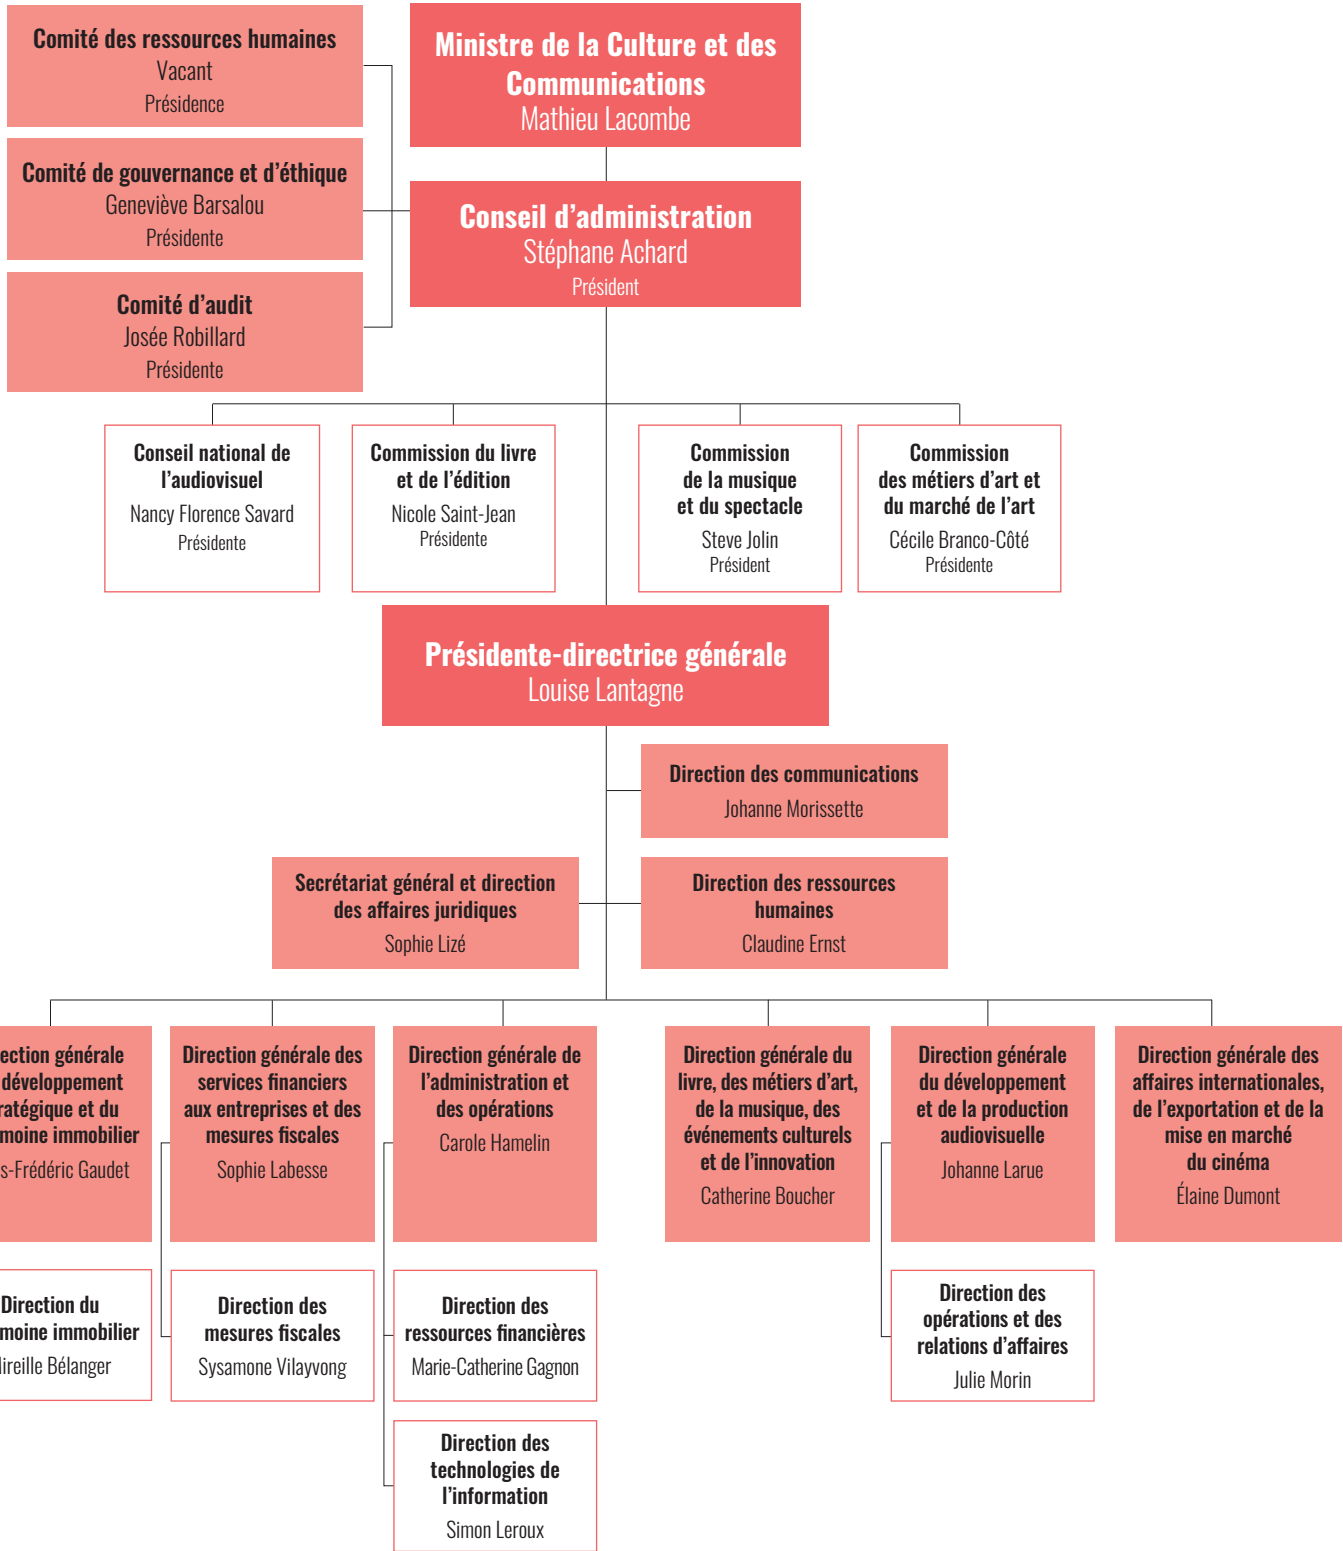 Comité des ressources humaines
Vacant
Présidence
Ministre de la Culture et des
Communications
Mathieu Lacombe
Comité de gouvernance et d’éthique
Geneviève Barsalou
Présidente
Conseil d’administration
Stéphane Achard
Président
Comité d’audit
Josée Robillard
Présidente
Conseil national de
l’audiovisuel
Nancy Florence Savard
Présidente
Commission du livre
et de l’édition
Nicole Saint-Jean
Présidente
Commission
de la musique
et du spectacle
Steve Jolin
Président
Commission
des métiers d’art et
du marché de l’art
Cécile Branco-Côté
Présidente
Présidente-directrice générale
Louise Lantagne
Direction des communications
Johanne Morissette
Secrétariat général et direction
des affaires juridiques
Sophie Lizé
Direction des ressources
humaines
Claudine Ernst
générale
développement
et du
immobilier
Gaudet
Direction générale des
services financiers
aux entreprises et des
mesures fiscales
Sophie Labesse
Direction générale de
l’administration et
des opérations
Carole Hamelin
Direction générale du
livre, des métiers d’art,
de la musique, des
événements culturels
et de l’innovation
Catherine Boucher
Direction générale
du développement
et de la production
audiovisuelle
Johanne Larue
Direction générale des
affaires internationales,
de l’exportation et de la
mise en marché
du cinéma
Élaine Dumont
Direction du
immobilier
Bélanger
Direction des
mesures fiscales
Sysamone Vilayvong
Direction des
ressources financières
Marie-Catherine Gagnon
Direction des
opérations et des
relations d’affaires
Julie Morin
Direction des
technologies de
l’information
Simon Leroux